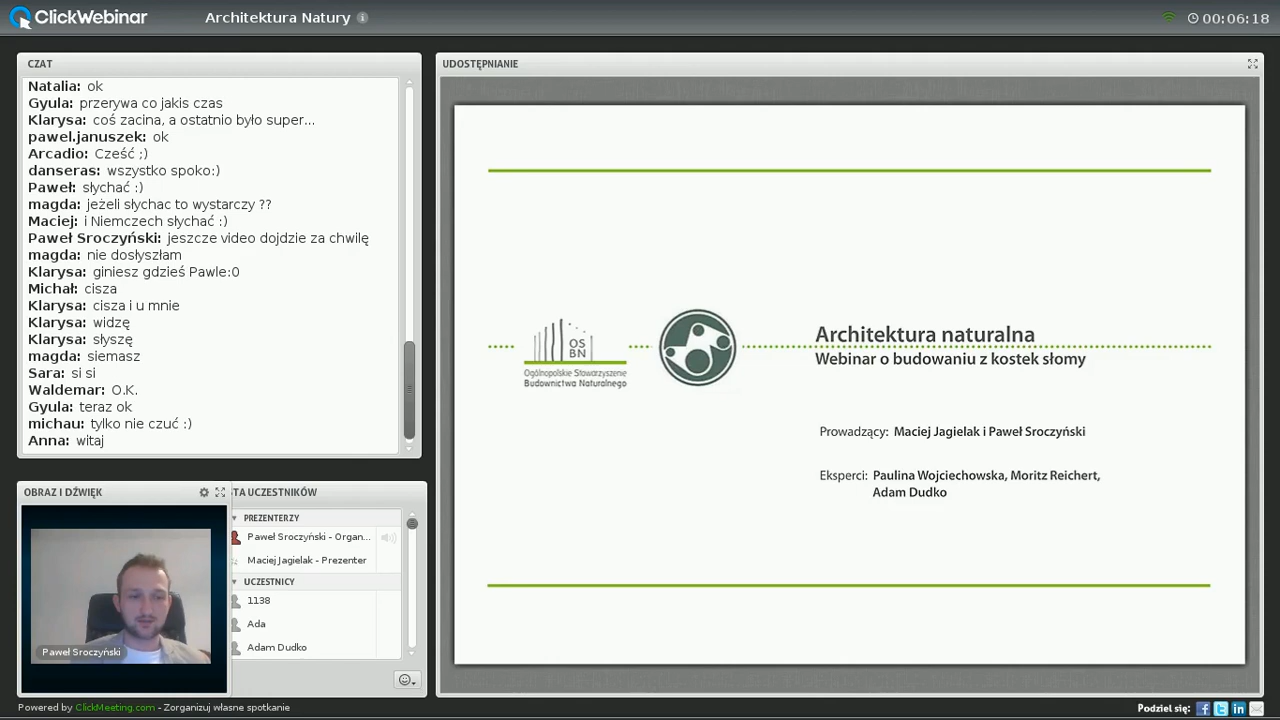 ClickWebinar
Architektura Natury
00:06:18
CZAT
Natalia: ok
Gyula: przerywa co jakis czas
Klarysa: coś zacina, a ostatnio było super...
pawel.januszek: ok
Arcadio: Cześć ;)
danseras: wszystko spoko:)
Paweł: słychać :)
magda: jeżeli słychac to wystarczy ??
Maciej: i Niemczech słychać :)
Paweł Sroczyński: jeszcze video dojdzie za chwilę
magda: nie dosłyszłam
Klarysa: giniesz gdzieś Pawle:0
Michał: cisza
Klarysa: cisza i u mnie
Klarysa: widzę
Klarysa: słyszę
magda: siemasz
Sara: si si
Waldemar: O.K.
Gyula: teraz ok
michau: tylko nie czuć :)
Anna: witaj
OBRAZ I DŹWIĘK
Paweł Sroczyński
TA UCZESTNIKÓW
PREZENTERZY
Paweł Sroczyński - Organ...
Maciej Jagielak - Prezenter
UCZESTNICY
1138
Ada
Adam Dudko
UDOSTĘPNIANIE
OS
BN
Ogólnopolskie Stowarzyszenie
Budownictwa Naturalnego
Architektura naturalna
Webinar o budowaniu z kostek słomy
Prowadzący: Maciej Jagielak i Paweł Sroczyński
Eksperci: Paulina Wojciechowska, Moritz Reichert,
Adam Dudko
Powered by ClickMeeting.com - Zorganizuj własne spotkanie
Podziel się: